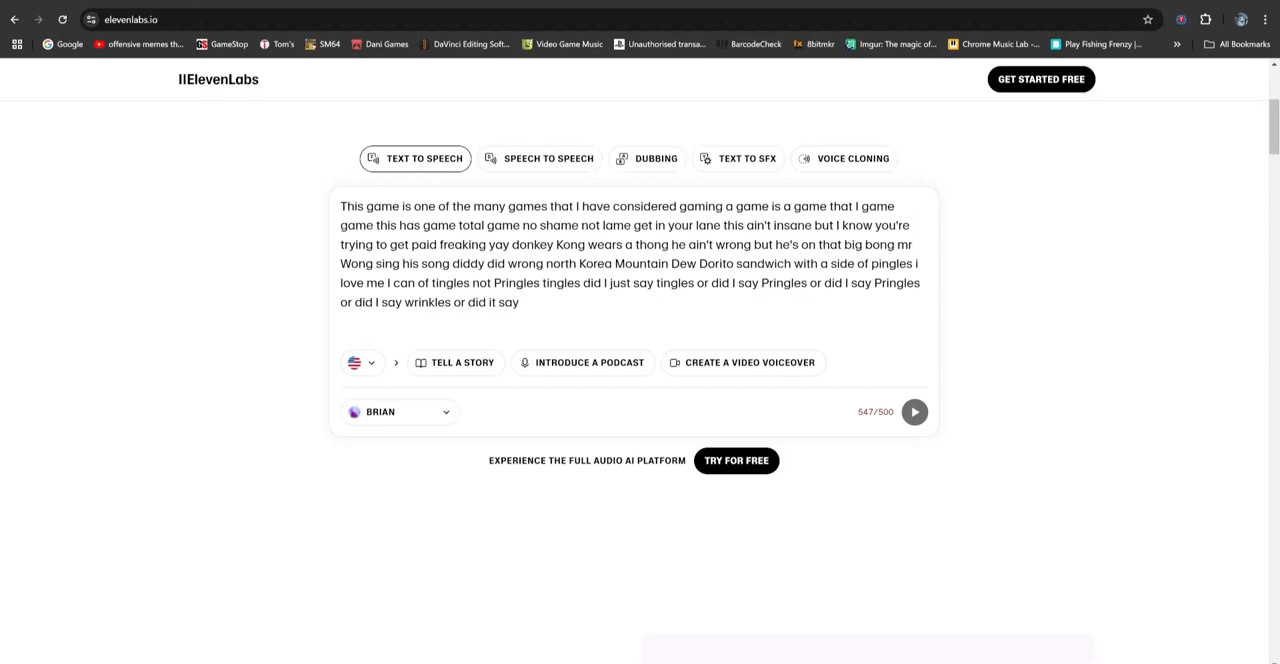 elevenlabs.io
Google
offensive memes th...
GameStop
Tom's
SM64
Dani Games
DaVinci Editing Soft...
Video Game Music
Unauthorised transa...
BarcodeCheck
8bitmkr
Imgur: The magic of...
Chrome Music Lab -...
Play Fishing Frenzy |...
»
All Bookmarks
IIElevenLabs
GET STARTED FREE
TEXT TO SPEECH
SPEECH TO SPEECH
DUBBING
TEXT TO SFX
VOICE CLONING
This game is one of the many games that I have considered gaming a game is a game that I game
game this has game total game no shame not lame get in your lane this ain't insane but I know you're
trying to get paid freaking yay donkey Kong wears a thong he ain't wrong but he's on that big bong mr
Wong sing his song diddy did wrong north Korea Mountain Dew Dorito sandwich with a side of pingles i
love me I can of tingles not Pringles tingles did I just say tingles or did I say Pringles or did I say Pringles
or did I say wrinkles or did it say
TELL A STORY
INTRODUCE A PODCAST
CREATE A VIDEO VOICEOVER
BRIAN
547/500
EXPERIENCE THE FULL AUDIO AI PLATFORM
TRY FOR FREE